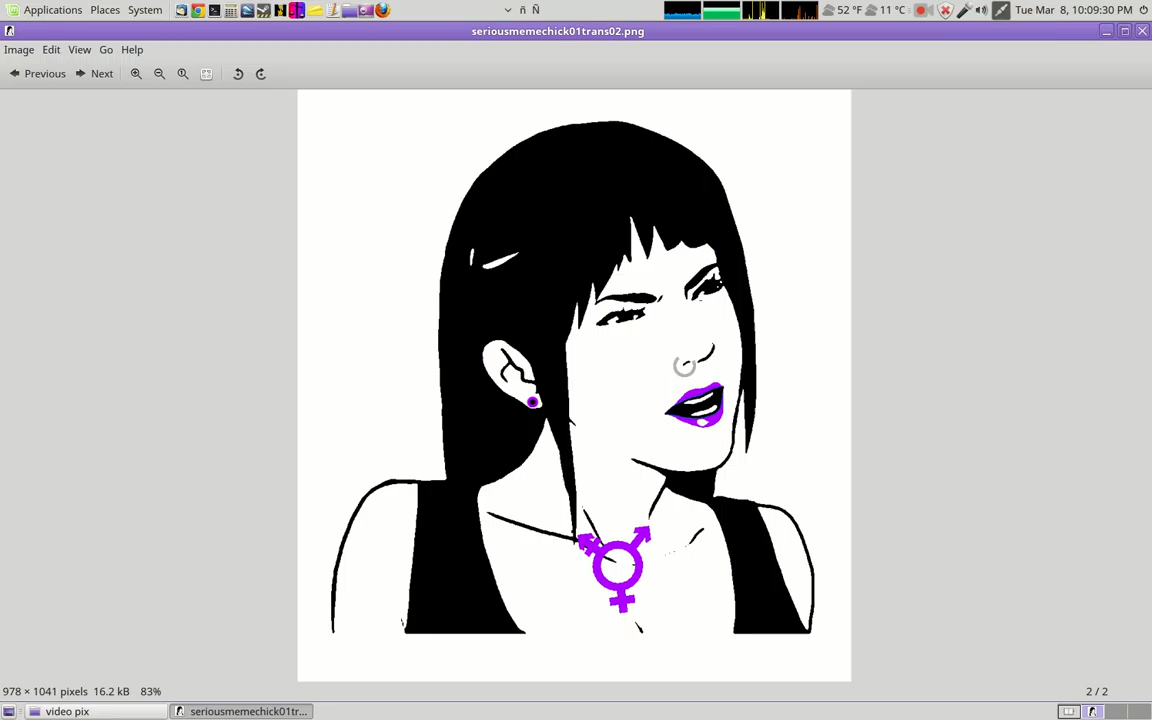 Applications Places System ñ Ñ 52 °F 11 °C Tue Mar 8, 10:09:30 PM
seriousmemechick01trans02.png
Image Edit View Go Help
Previous Next
978 × 1041 pixels 16.2 kB 83% 2 / 2
video pix seriousmemechick01tr...